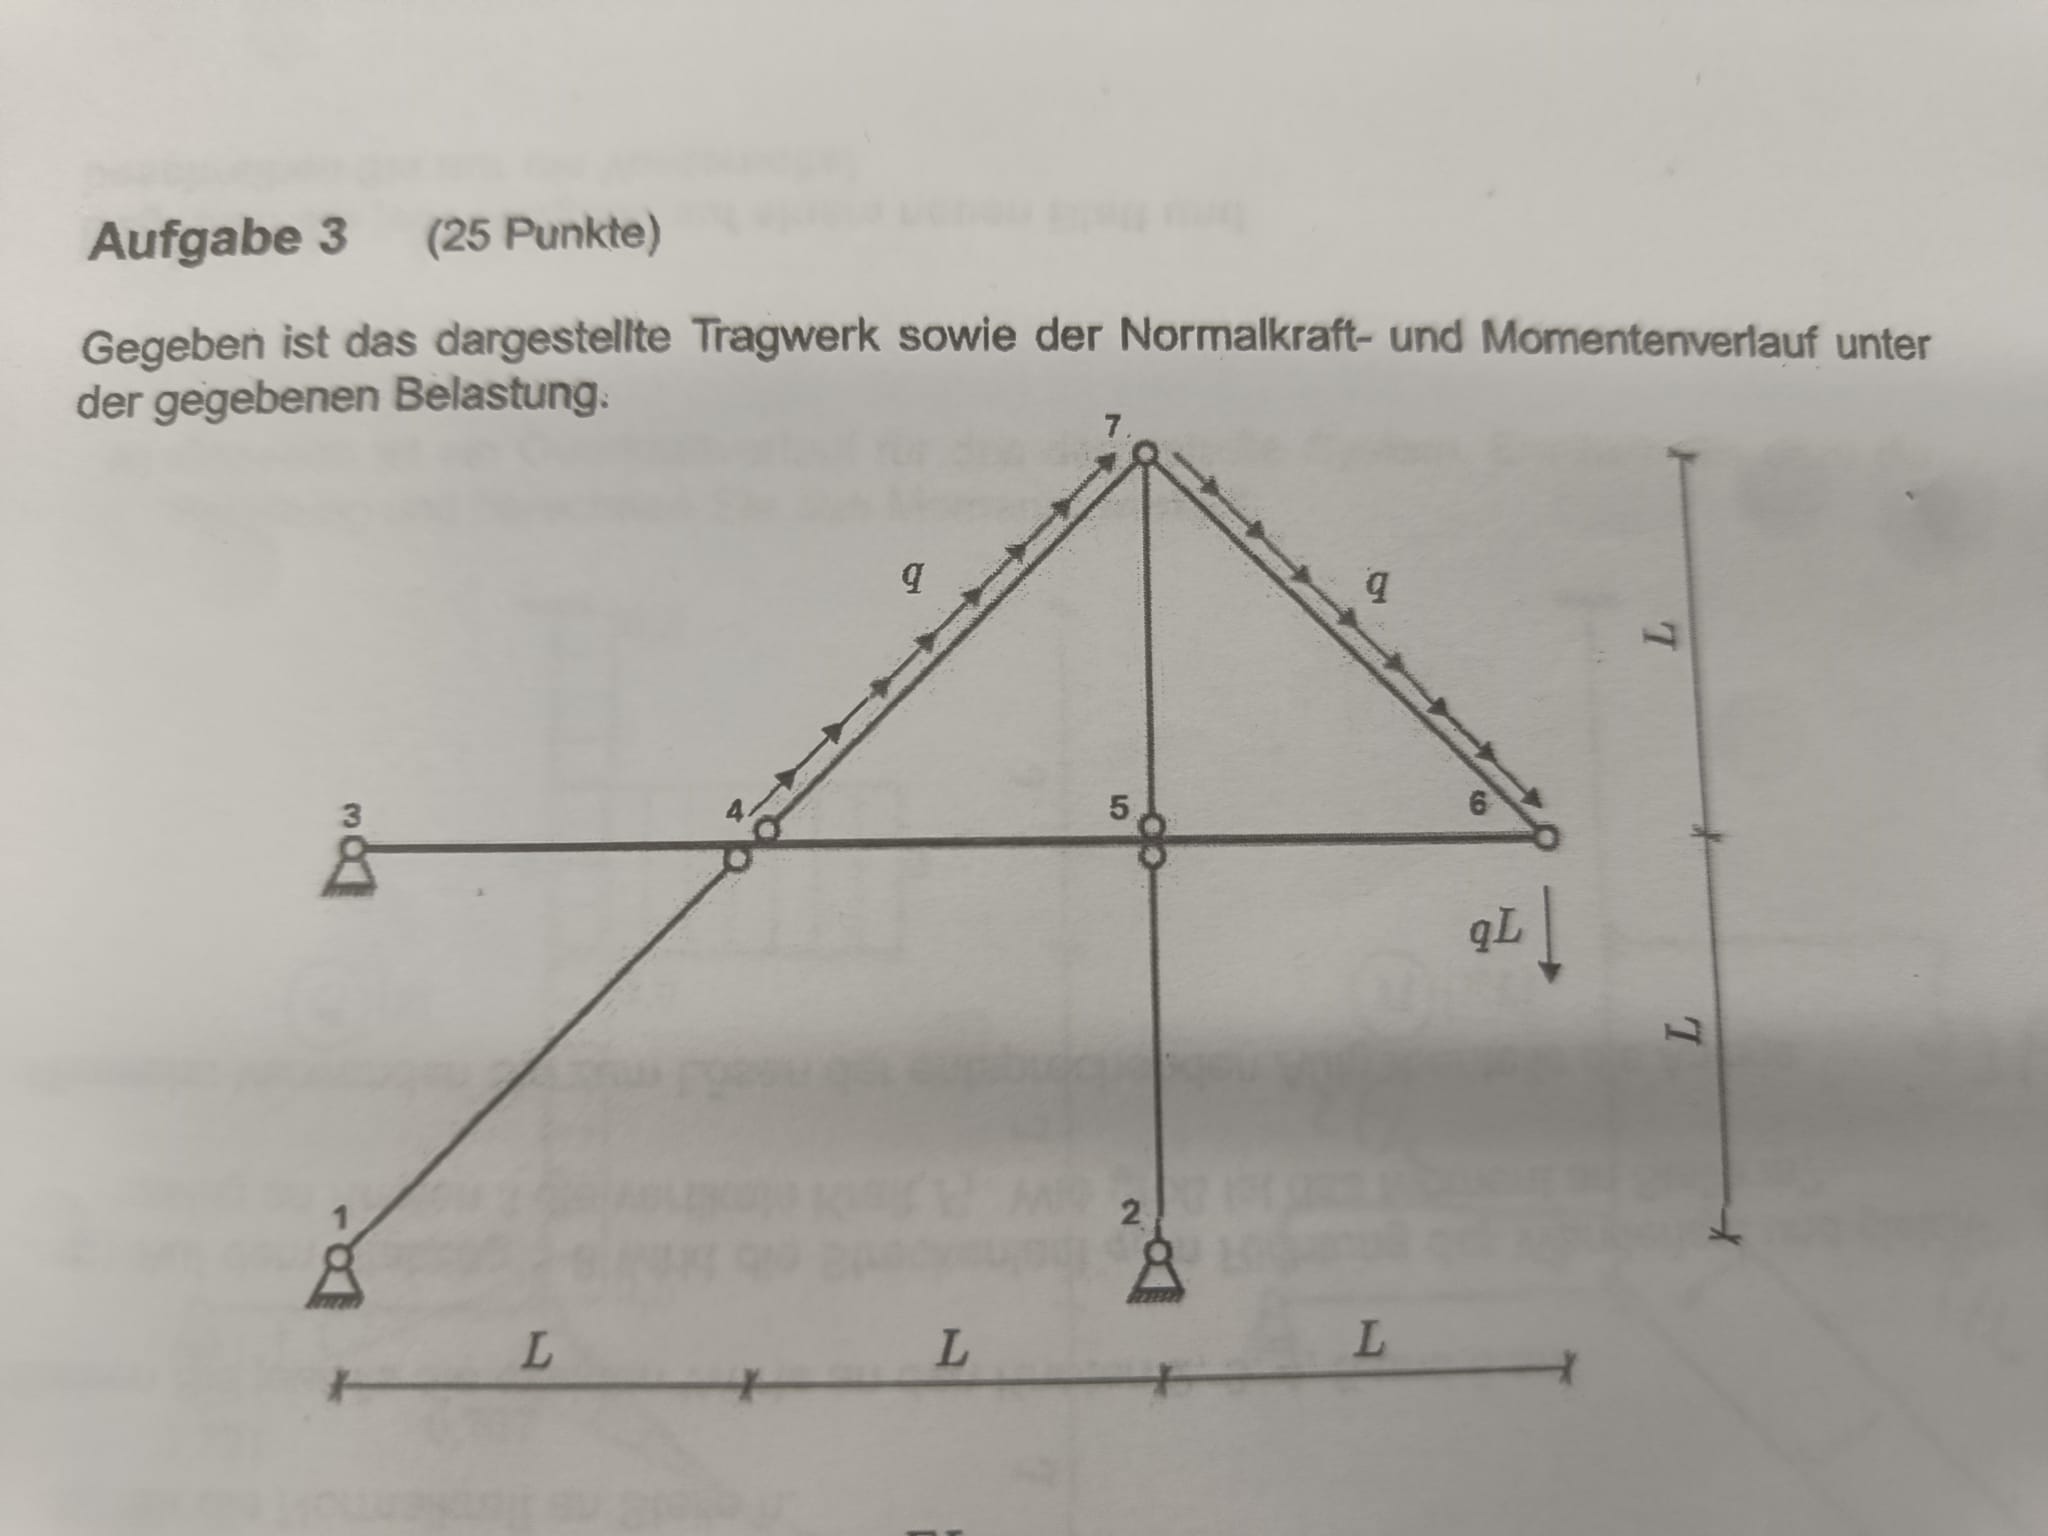 Aufgabe 3 (25 Punkte)
Gegeben ist das dargestellte Tragwerk sowie der Normalkraft- und Momentenverlauf unter
der gegebenen Belastung.
7
q
q
L
3
4
5
6
qL
L
1
2
L
L
L